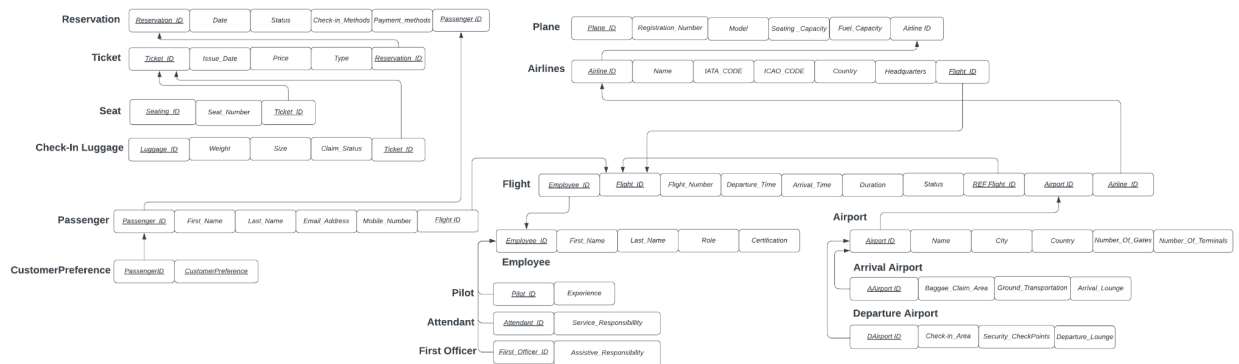 Reservation Reservation_ID Date Status Check-in_Methods Payment_methods Passenger ID
Ticket Ticket_ID Issue_Date Price Type Reservation_ID
Seat Seating_ID Seat_Number Ticket_ID
Check-In Luggage Luggage_ID Weight Size Claim_Status Ticket_ID
Passenger Passenger_ID First_Name Last_Name Email_Address Mobile_Number Flight ID
CustomerPreference PassengerID CustomerPreference
Plane Plane_ID Registration_Number Model Seating _Capacity Fuel_Capacity Airline ID
Airlines Airline ID Name IATA_CODE ICAO_CODE Country Headquarters Flight_ID
Flight Employee_ID Flight_ID Flight_Number Departure_Time Arrival_Time Duration Status REF.Flight_ID Airport ID Airline_ID
Employee_ID First_Name Last_Name Role Certification
Employee
Pilot Pilot_ID Experience
Attendant Attendant_ID Service_Responsibility
First Officer First_Officer_ID Assistive_Responsibility
Airport
Airport ID Name City Country Number_Of_Gates Number_Of_Terminals
Arrival Airport
AAirport ID Baggae_Claim_Area Ground_Transportation Arrival_Lounge
Departure Airport
DAirport ID Check-in_Area Security_CheckPoints Departure_Lounge